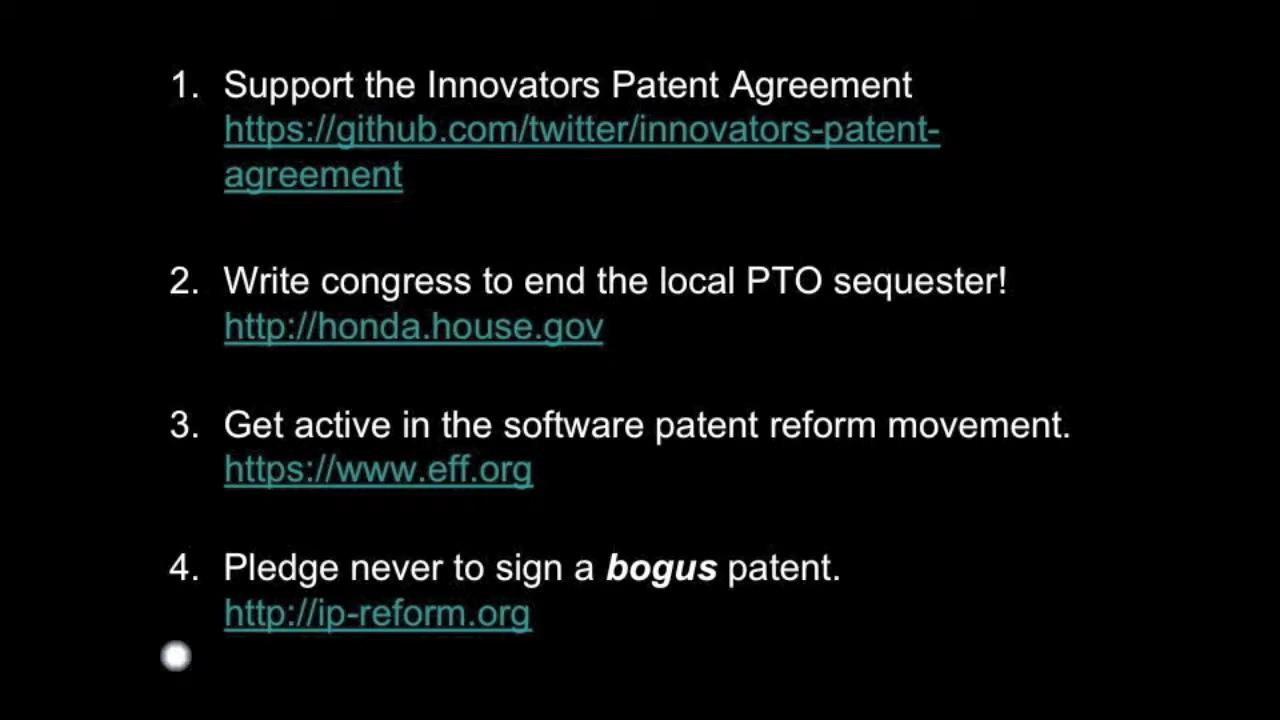 1. Support the Innovators Patent Agreement
https://github.com/twitter/innovators-patent-
agreement
2. Write congress to end the local PTO sequester!
http://honda.house.gov
3. Get active in the software patent reform movement.
https://www.eff.org
4. Pledge never to sign a bogus patent.
http://ip-reform.org